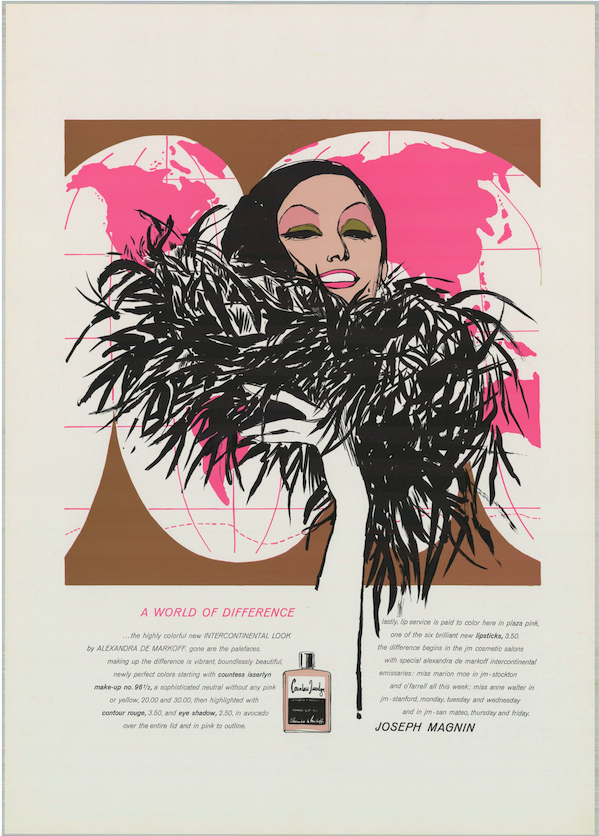 A WORLD OF DIFFERENCE
...the highly colorful new INTERCONTINENTAL LOOK
by ALEXANDRA DE MARKOFF. gone are the palefaces.
making up the difference is vibrant, boundlessly beautiful,
newly perfect colors starting with countess isserlyn
make-up no. 96½, a sophisticated neutral without any pink
or yellow, 20.00 and 30.00, then highlighted with
contour rouge, 3.50, and eye shadow, 2.50, in avocado
over the entire lid and in pink to outline.
Countess Isserlyn
MAKE-UP
Alexandra de Markoff
lastly, lip service is paid to color here in plaza pink,
one of the six brilliant new lipsticks, 3.50.
the difference begins in the jm cosmetic salons
with special alexandra de markoff intercontinental
emissaries: miss marion moe in jm-stockton
and o'farrell all this week; miss anne walter in
jm-stanford, monday, tuesday and wednesday
and in jm-san mateo, thursday and friday.
JOSEPH MAGNIN